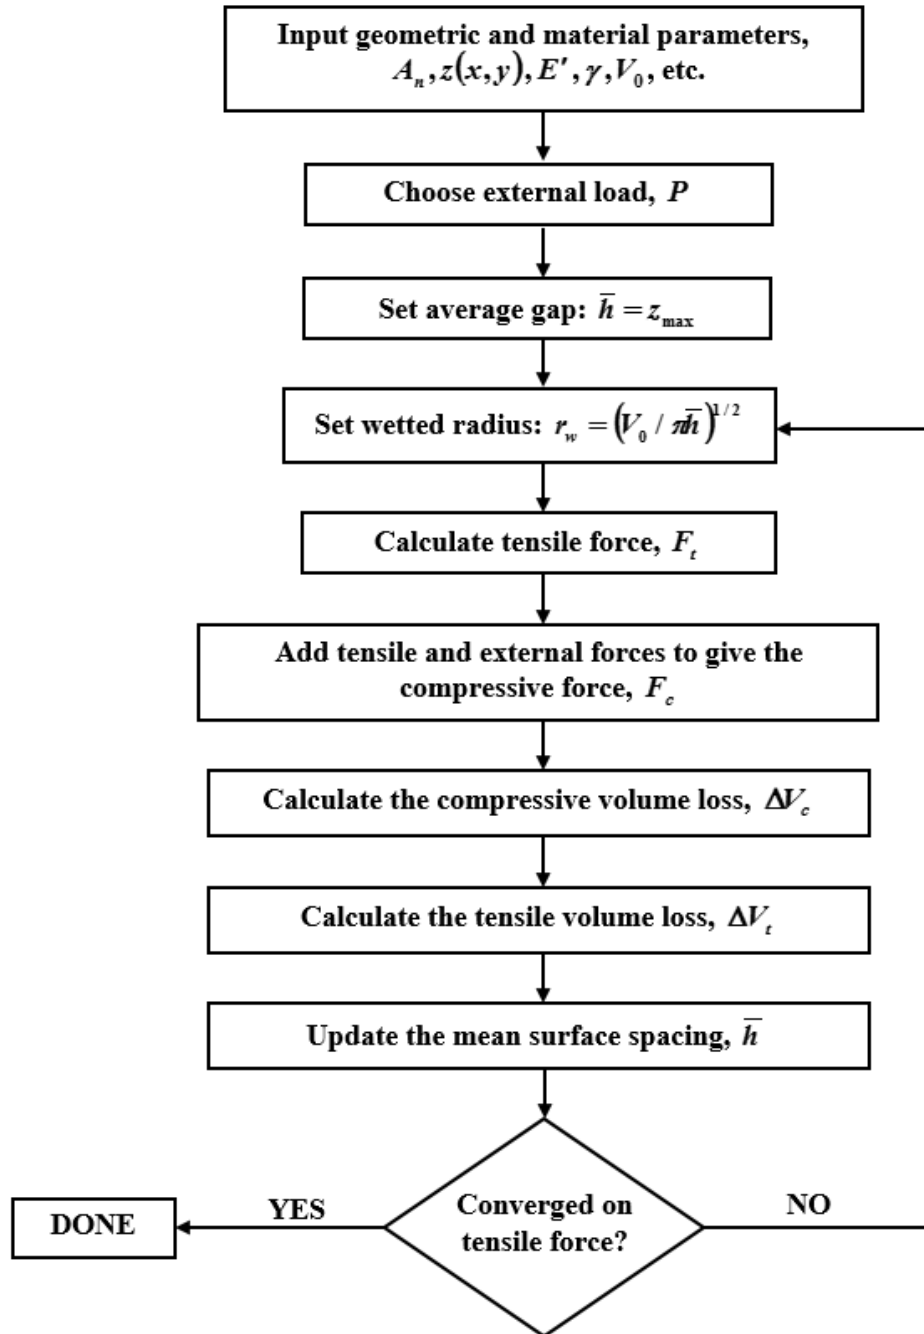 Input geometric and material parameters,
Aₙ, z(x, y), E′, γ, V₀, etc.
Choose external load, P
Set average gap: h̅ = z_max
Set wetted radius: r_w = (V₀ / πh̅)^1/2
Calculate tensile force, F_t
Add tensile and external forces to give the
compressive force, F_c
Calculate the compressive volume loss, ΔV_c
Calculate the tensile volume loss, ΔV_t
Update the mean surface spacing, h̅
Converged on
tensile force?
YES
NO
DONE